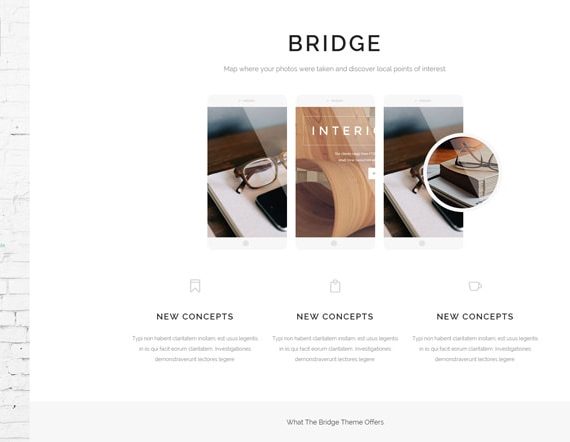 BRIDGE
Map where your photos were taken and discover local points of interest
INTERI
NEW CONCEPTS
NEW CONCEPTS
NEW CONCEPTS
Typi non habent claritatem insitam; est usus legentis
in iis qui facit eorum claritatem. Investigationes
demonstraverunt lectores legere
Typi non habent claritatem insitam; est usus legentis
in iis qui facit eorum claritatem. Investigationes
demonstraverunt lectores legere
Typi non habent claritatem insitam; est usus legentis
in iis qui facit eorum claritatem. Investigationes
demonstraverunt lectores legere
What The Bridge Theme Offers